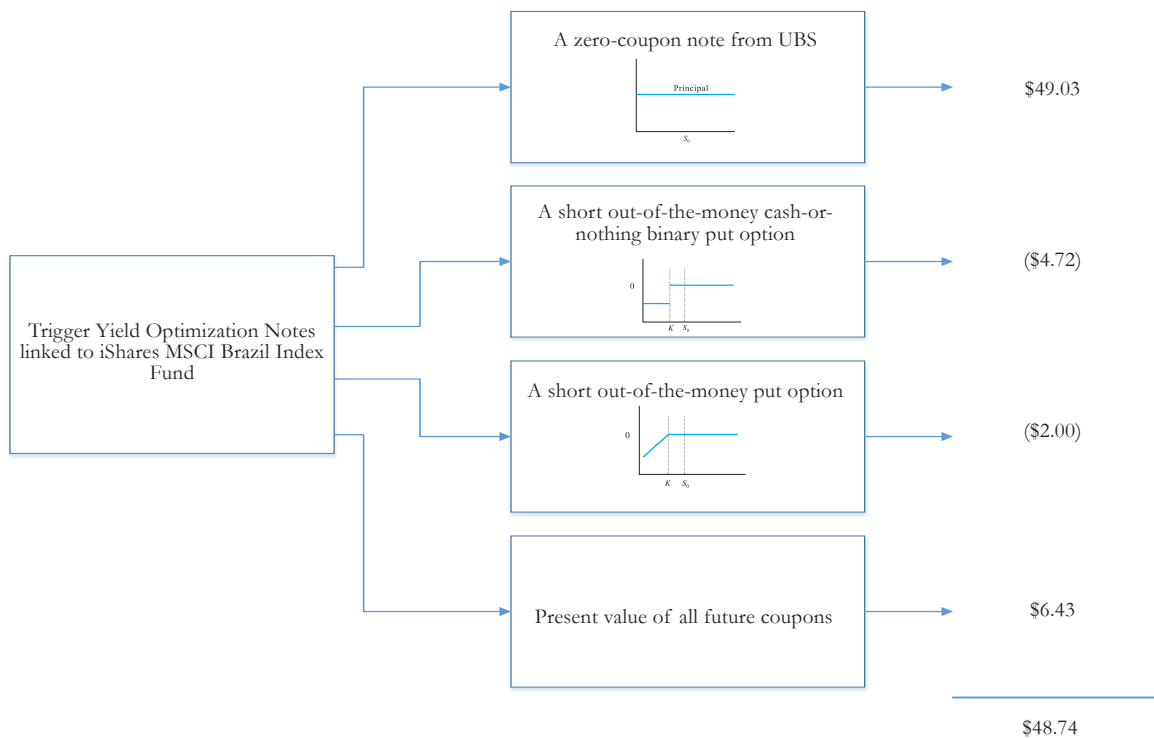 A zero-coupon note from UBS
Principal
S0
$49.03
A short out-of-the-money cash-or-
nothing binary put option
0
K
S0
($4.72)
Trigger Yield Optimization Notes
linked to iShares MSCI Brazil Index
Fund
A short out-of-the-money put option
0
K
S0
($2.00)
Present value of all future coupons
$6.43
$48.74